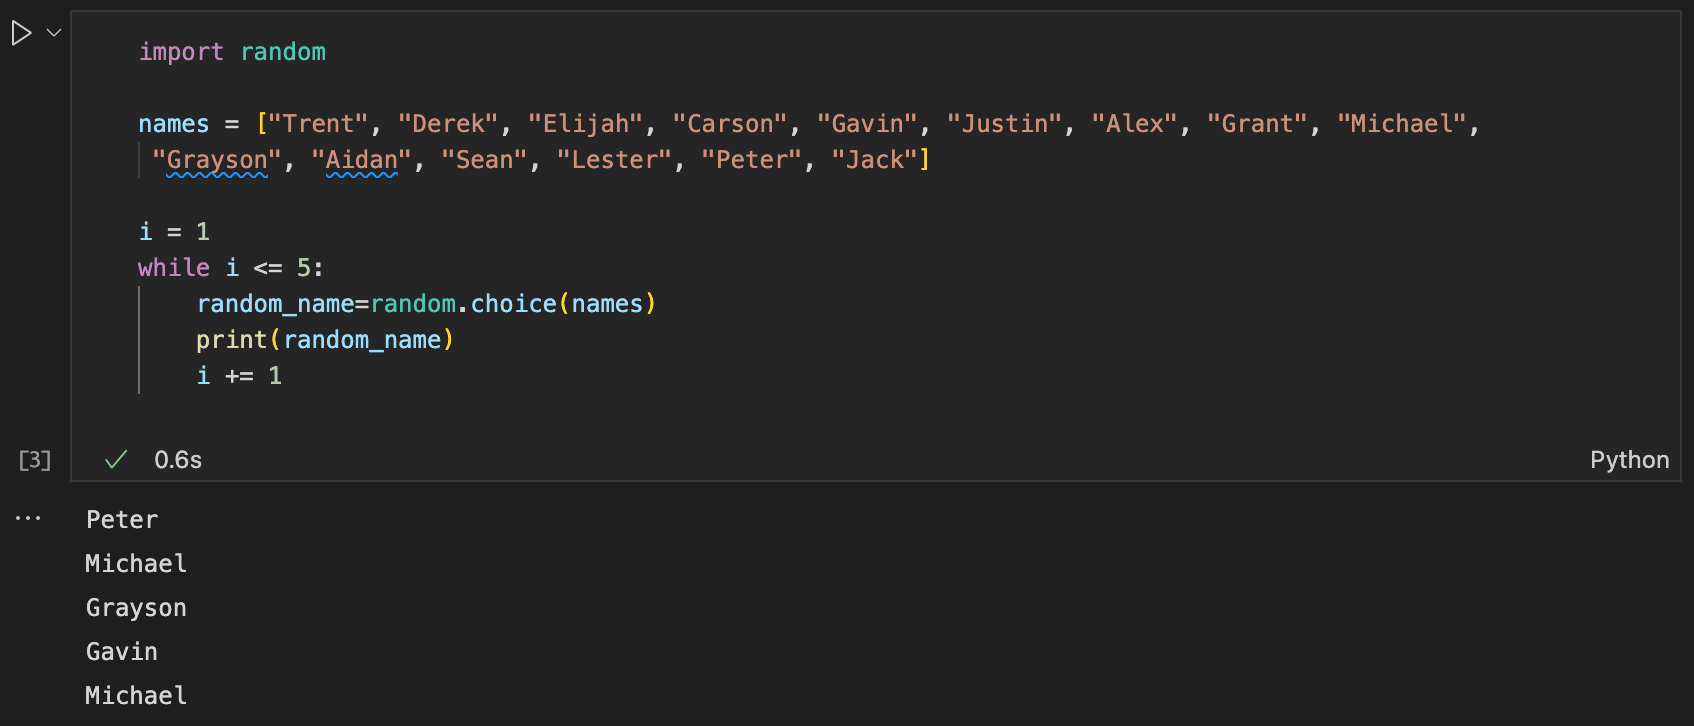 import random
names = ["Trent", "Derek", "Elijah", "Carson", "Gavin", "Justin", "Alex", "Grant", "Michael",
"Grayson", "Aidan", "Sean", "Lester", "Peter", "Jack"]
i = 1
while i <= 5:
    random_name=random.choice(names)
    print(random_name)
    i += 1
[3] 0.6s Python
... Peter
Michael
Grayson
Gavin
Michael